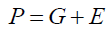 P = G + E